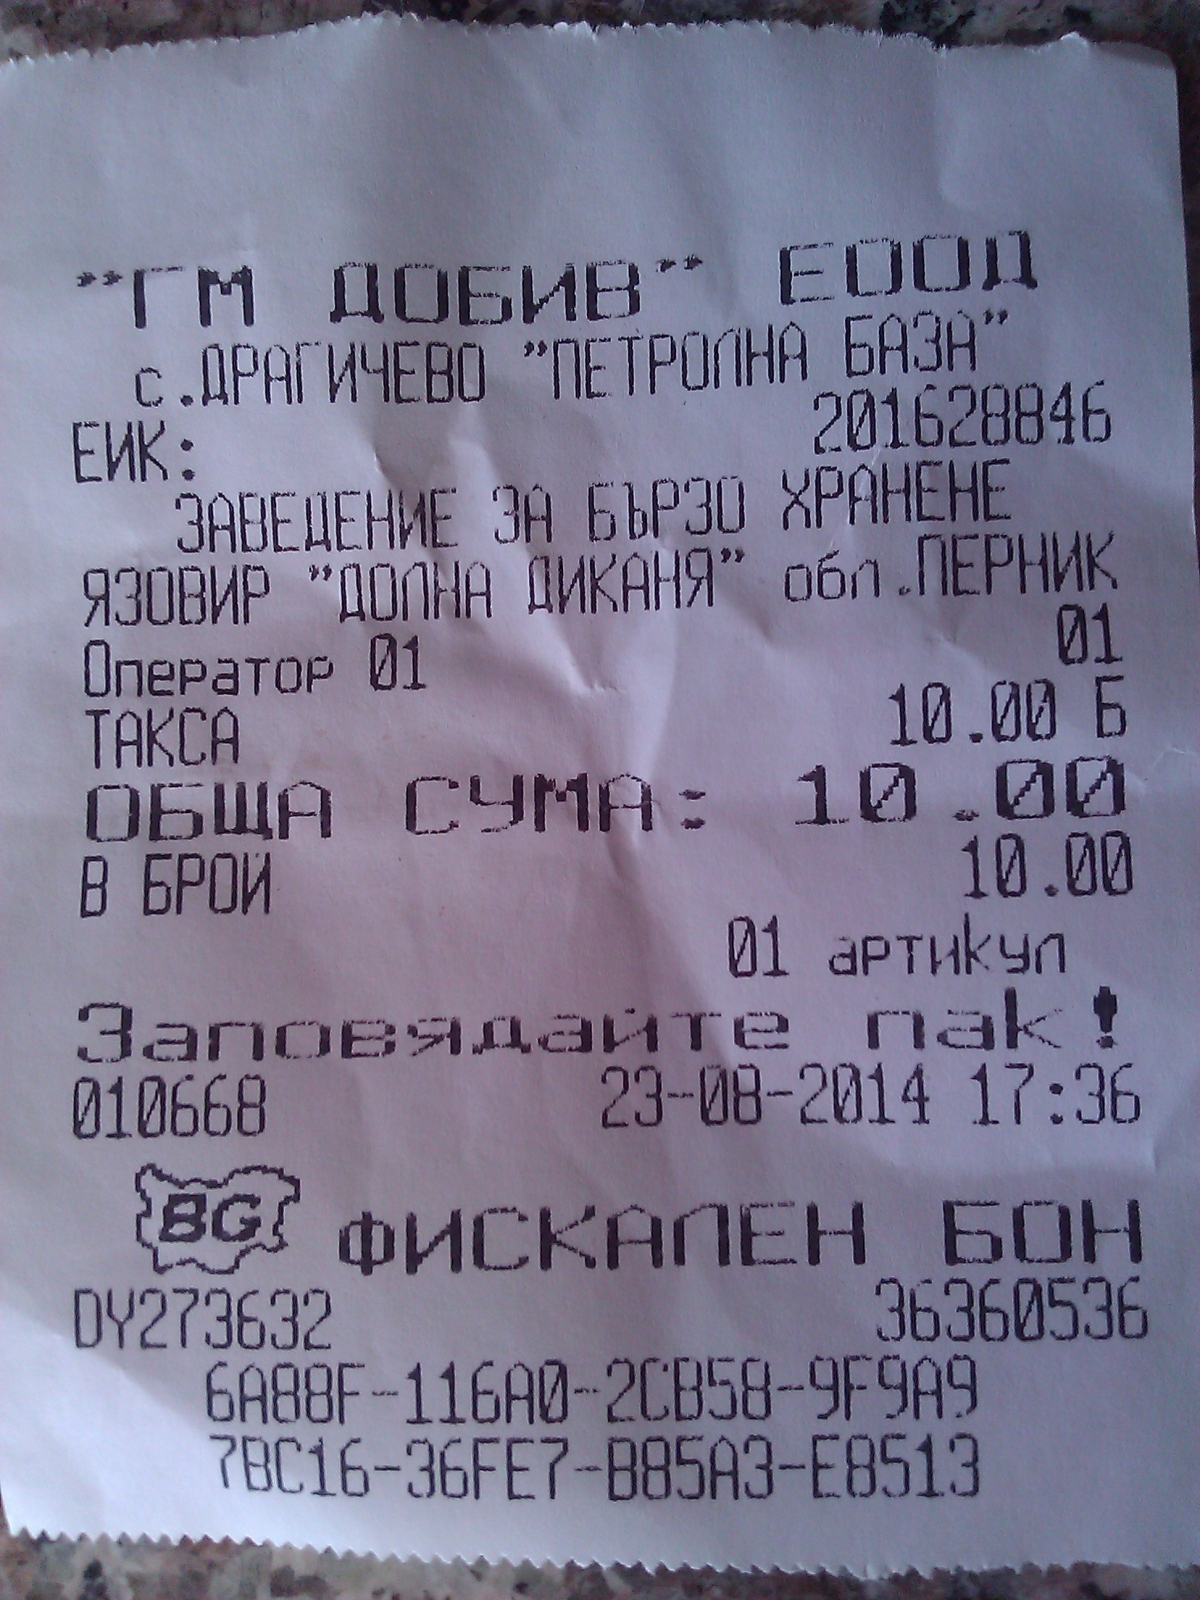 "ГМ ДОБИВ" ЕООД
с.ДРАГИЧЕВО "ПЕТРОЛНА БАЗА"
ЕИК: 201628846
ЗАВЕДЕНИЕ ЗА БЪРЗО ХРАНЕНЕ
ЯЗОВИР "ДОЛНА ДИКАНЯ" обл.ПЕРНИК
Оператор 01 01
ТАКСА 10.00 Б
ОБЩА СУМА: 10.00
В БРОЙ 10.00
01 артикул
Заповядайте пак!
010668 23-08-2014 17:36
BG ФИСКАЛЕН БОН
DY273632 36360536
6A88F-116A0-2CB58-9F9A9
7BC16-36FE7-B85A3-E8513